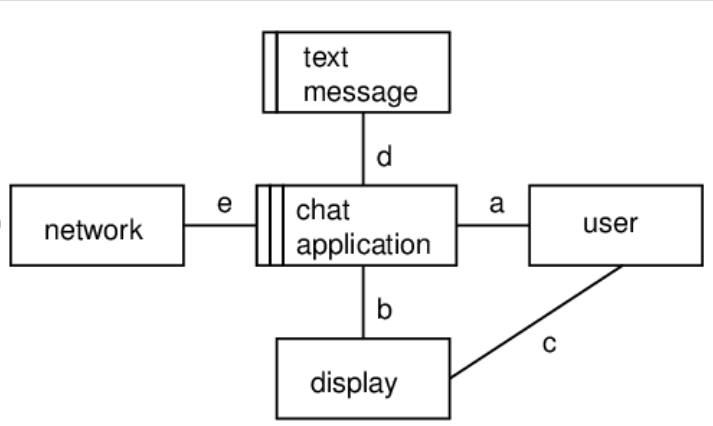 text
message
d
network
e
chat
application
a
user
b
c
display